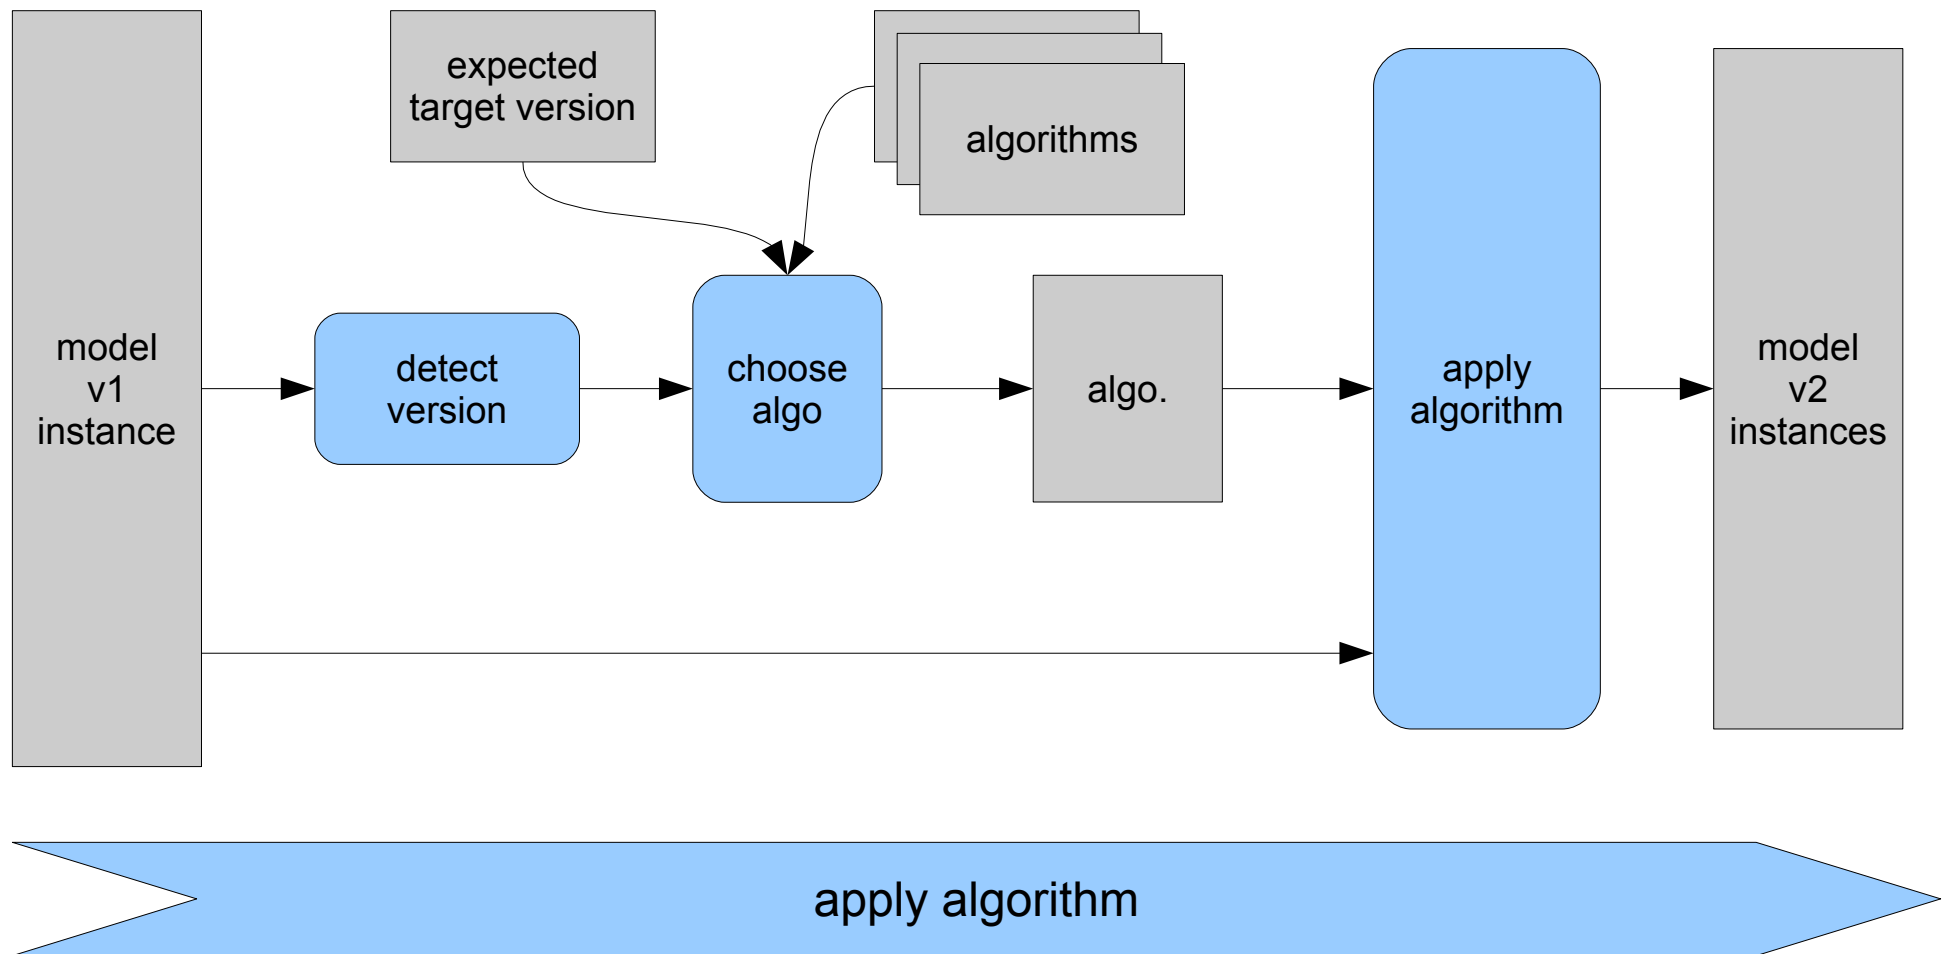 expected
target version
algorithms
model
v1
instance
detect
version
choose
algo
algo.
apply
algorithm
model
v2
instances
apply algorithm